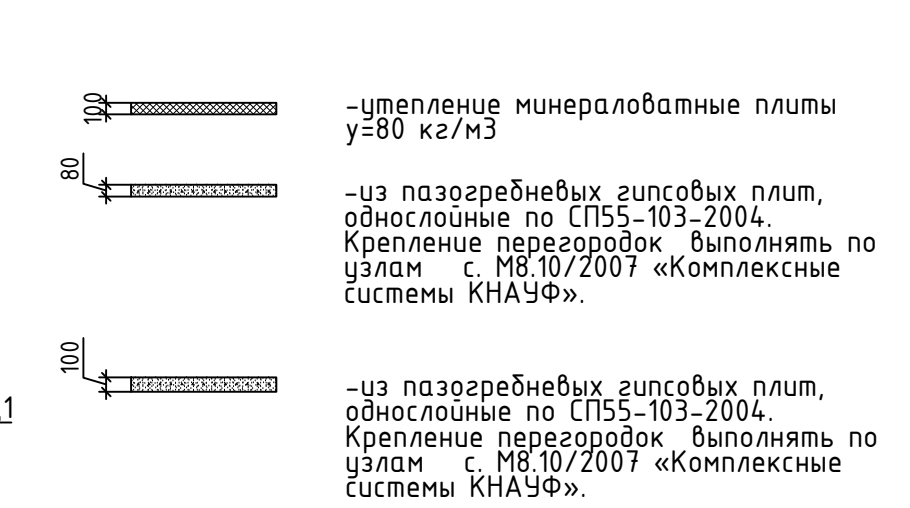 100
-утепление минераловатные плиты
у=80 кг/м3
80
-из пазогребневых гипсовых плит,
однослойные по СП55-103-2004.
Крепление перегородок выполнять по
узлам с. М8.10/2007 «Комплексные
системы КНАУФ».
100
-из пазогребневых гипсовых плит,
однослойные по СП55-103-2004.
Крепление перегородок выполнять по
узлам с. М8.10/2007 «Комплексные
системы КНАУФ».
1